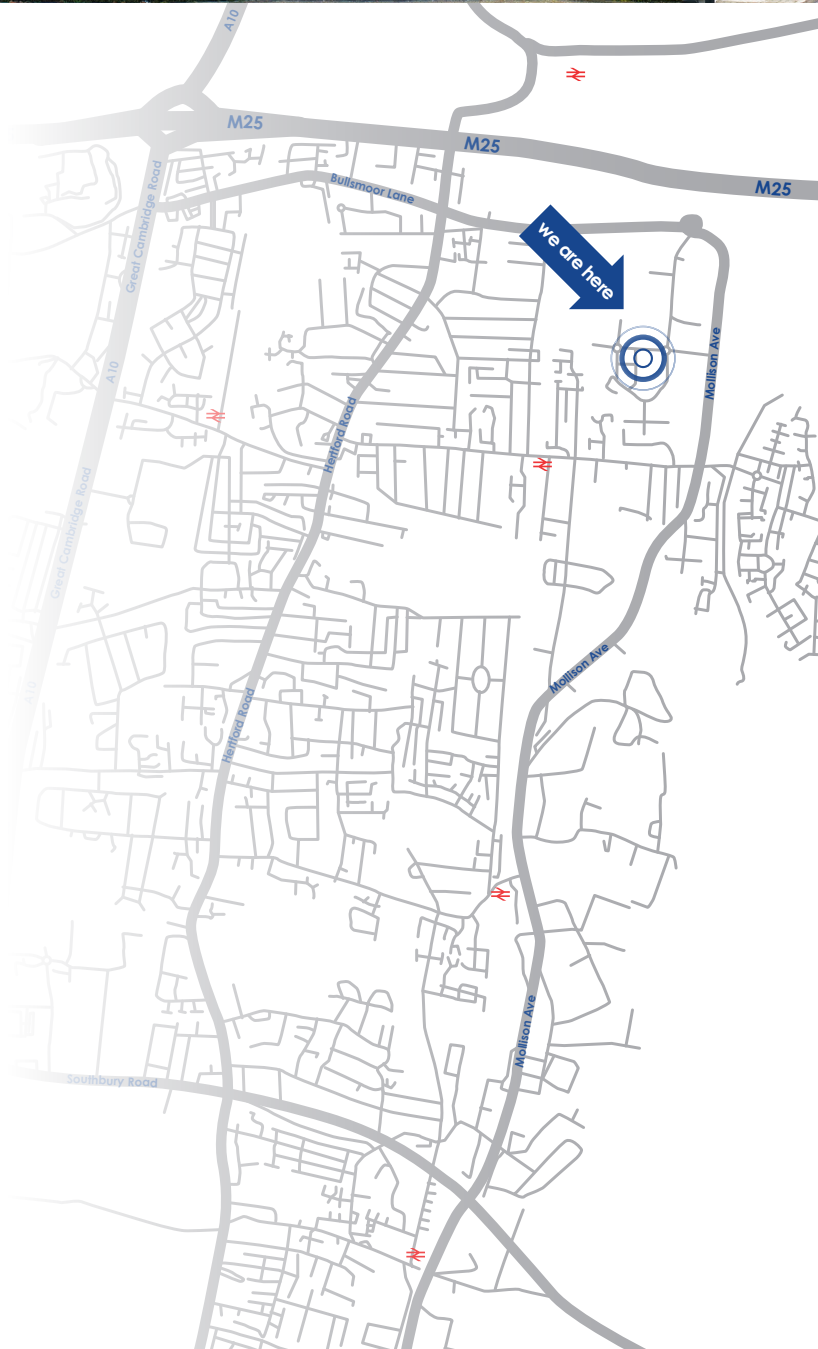 A10
M25
M25
M25
Bullsmoor Lane
Great Cambridge Road
we are here
Mollison Ave
A10
Hertford Road
Great Cambridge Road
Mollison Ave
A10
Hertford Road
Mollison Ave
Southbury Road